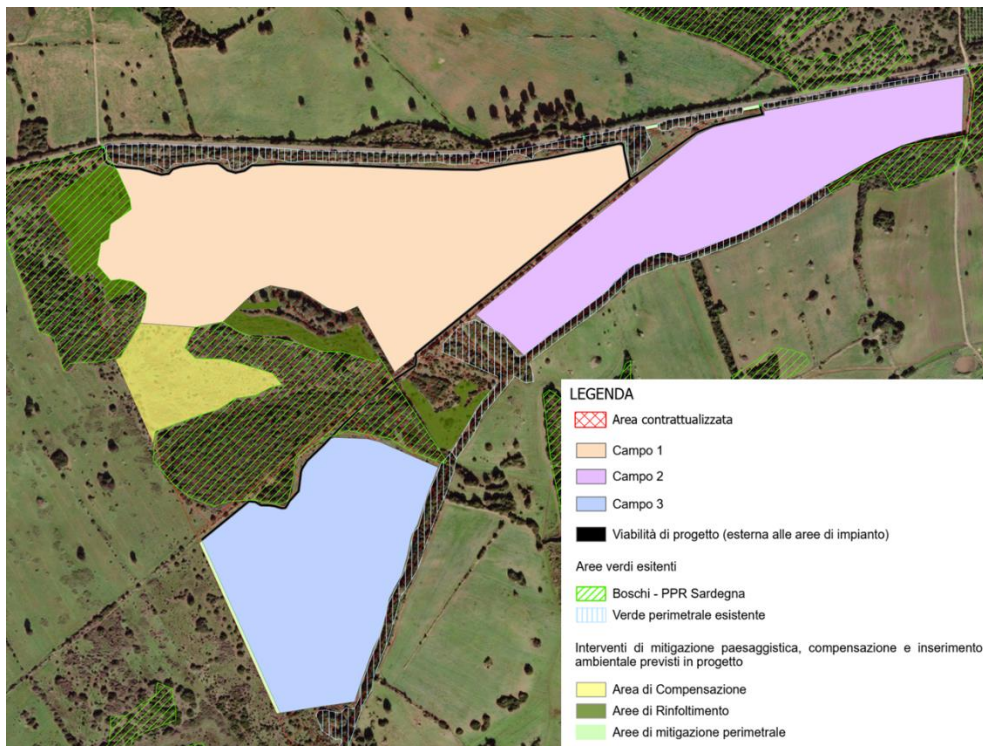 LEGENDA
Area contrattualizzata
Campo 1
Campo 2
Campo 3
Viabilità di progetto (esterna alle aree di impianto)
Aree verdi esitenti
Boschi - PPR Sardegna
Verde perimetrale esistente
Interventi di mitigazione paesaggistica, compensazione e inserimento
ambientale previsti in progetto
Area di Compensazione
Aree di Rinfoltimento
Aree di mitigazione perimetrale